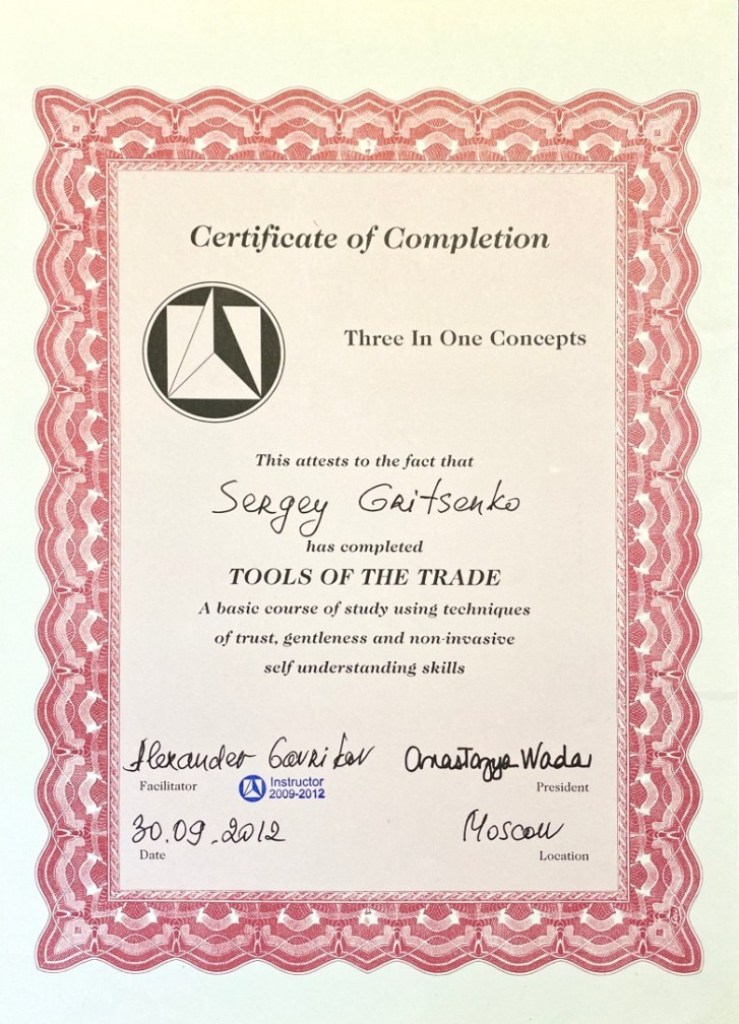 Certificate of Completion
Three In One Concepts
This attests to the fact that
Sergey Gritsenko
has completed
TOOLS OF THE TRADE
A basic course of study using techniques
of trust, gentleness and non-invasive
self understanding skills
Alexander Gavrikov Anastazya Wada
Facilitator Instructor President
2009-2012
30.09.2012 Moscow
Date Location